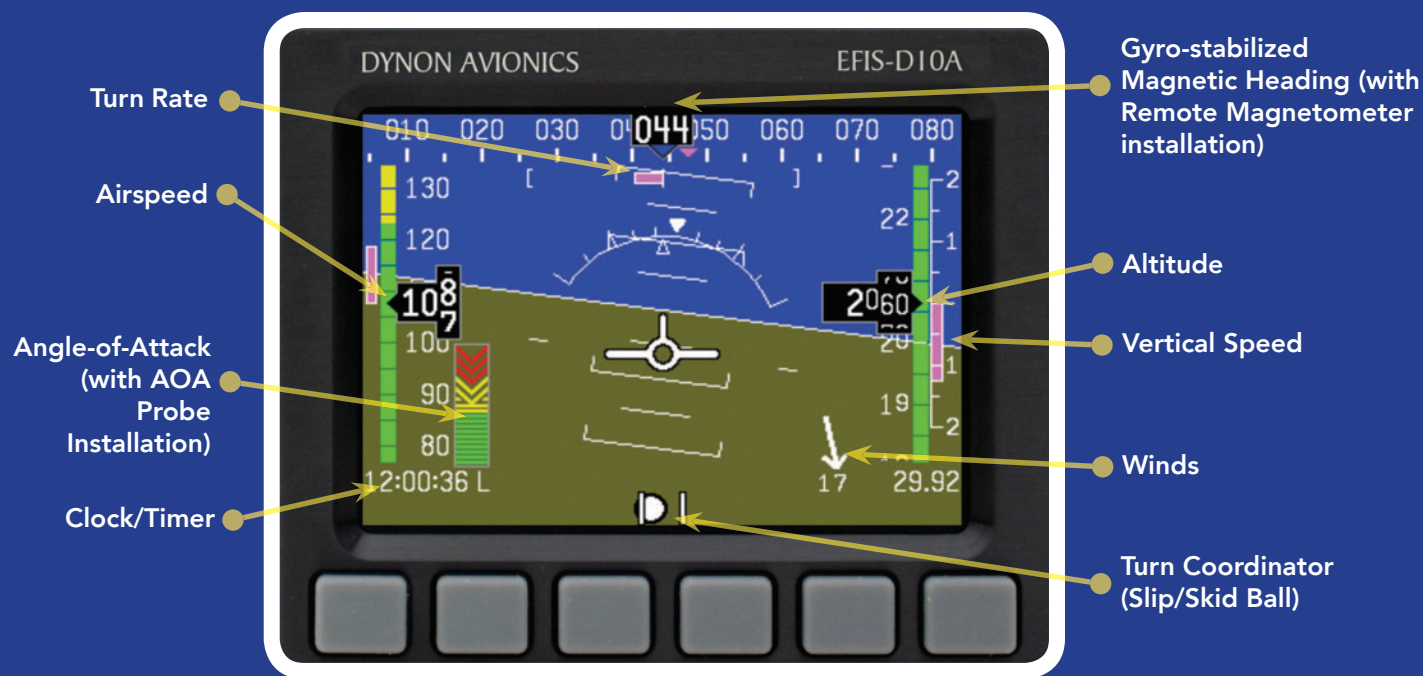 DYNON AVIONICS
EFIS-D10A
Turn Rate
Airspeed
Angle-of-Attack
(with AOA
Probe
Installation)
Clock/Timer
010 020 030 044 050 060 070 080
130
120
108
7
100
90
80
12:00:36 L
22
2060
20
19
2
1
1
2
17
29.92
Gyro-stabilized
Magnetic Heading (with
Remote Magnetometer
installation)
Altitude
Vertical Speed
Winds
Turn Coordinator
(Slip/Skid Ball)